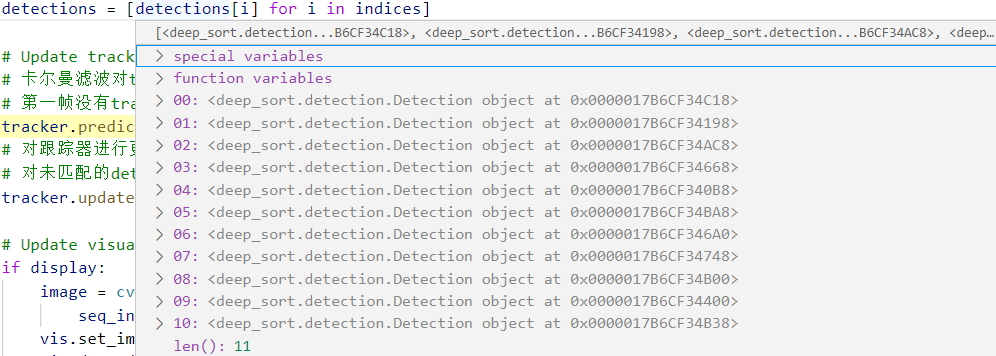 detections = [detections[i] for i in indices]
[<deep_sort.detection...B6CF34C18>, <deep_sort.detection...B6CF34198>, <deep_sort.detection...B6CF34AC8>, <deep…
# Update track
> special variables
# 卡尔曼滤波对t
> function variables
# 第一帧没有tra
> 00: <deep_sort.detection.Detection object at 0x0000017B6CF34C18>
tracker.predic
> 01: <deep_sort.detection.Detection object at 0x0000017B6CF34198>
# 对跟踪器进行更
> 02: <deep_sort.detection.Detection object at 0x0000017B6CF34AC8>
# 对未匹配的det
> 03: <deep_sort.detection.Detection object at 0x0000017B6CF34668>
tracker.update
> 04: <deep_sort.detection.Detection object at 0x0000017B6CF340B8>
> 05: <deep_sort.detection.Detection object at 0x0000017B6CF34BA8>
# Update visua
> 06: <deep_sort.detection.Detection object at 0x0000017B6CF346A0>
if display:
> 07: <deep_sort.detection.Detection object at 0x0000017B6CF34748>
image = cv
> 08: <deep_sort.detection.Detection object at 0x0000017B6CF34B00>
seq_in
> 09: <deep_sort.detection.Detection object at 0x0000017B6CF34400>
vis.set_im
> 10: <deep_sort.detection.Detection object at 0x0000017B6CF34B38>
len(): 11